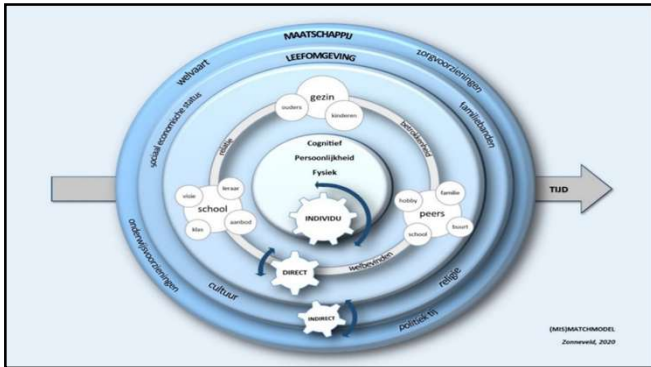 MAATSCHAPPIJ
welvaart
zorgvoorzieningen
LEEFOMGEVING
sociaal economische status
familiebanden
gezin
ouders
kinderen
relatie
betrokkenheid
Cognitief
Persoonlijkheid
Fysiek
INDIVIDU
visie
leraar
school
klas
aanbod
hobby
familie
peers
school
buurt
TIJD
welbevinden
DIRECT
onderwijsvoorzieningen
cultuur
religie
INDIRECT
politiek tij
(MIS)MATCHMODEL
Zonneveld, 2020